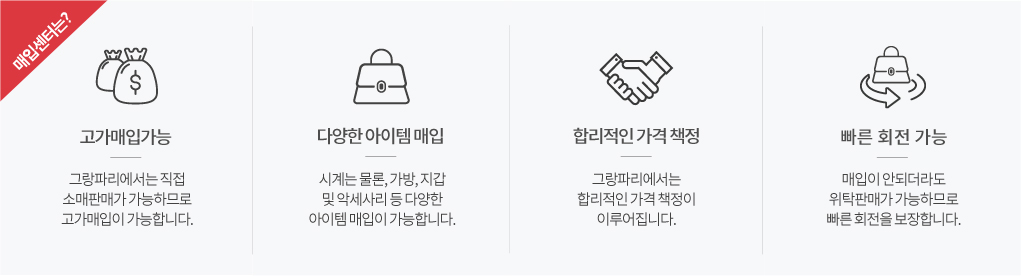 매입센터는?
$
고가매입가능
그랑파리에서는 직접
소매판매가 가능하므로
고가매입이 가능합니다.
다양한 아이템 매입
시계는 물론, 가방, 지갑
및 악세사리 등 다양한
아이템 매입이 가능합니다.
합리적인 가격 책정
그랑파리에서는
합리적인 가격 책정이
이루어집니다.
빠른 회전 가능
매입이 안되더라도
위탁판매가 가능하므로
빠른 회전을 보장합니다.